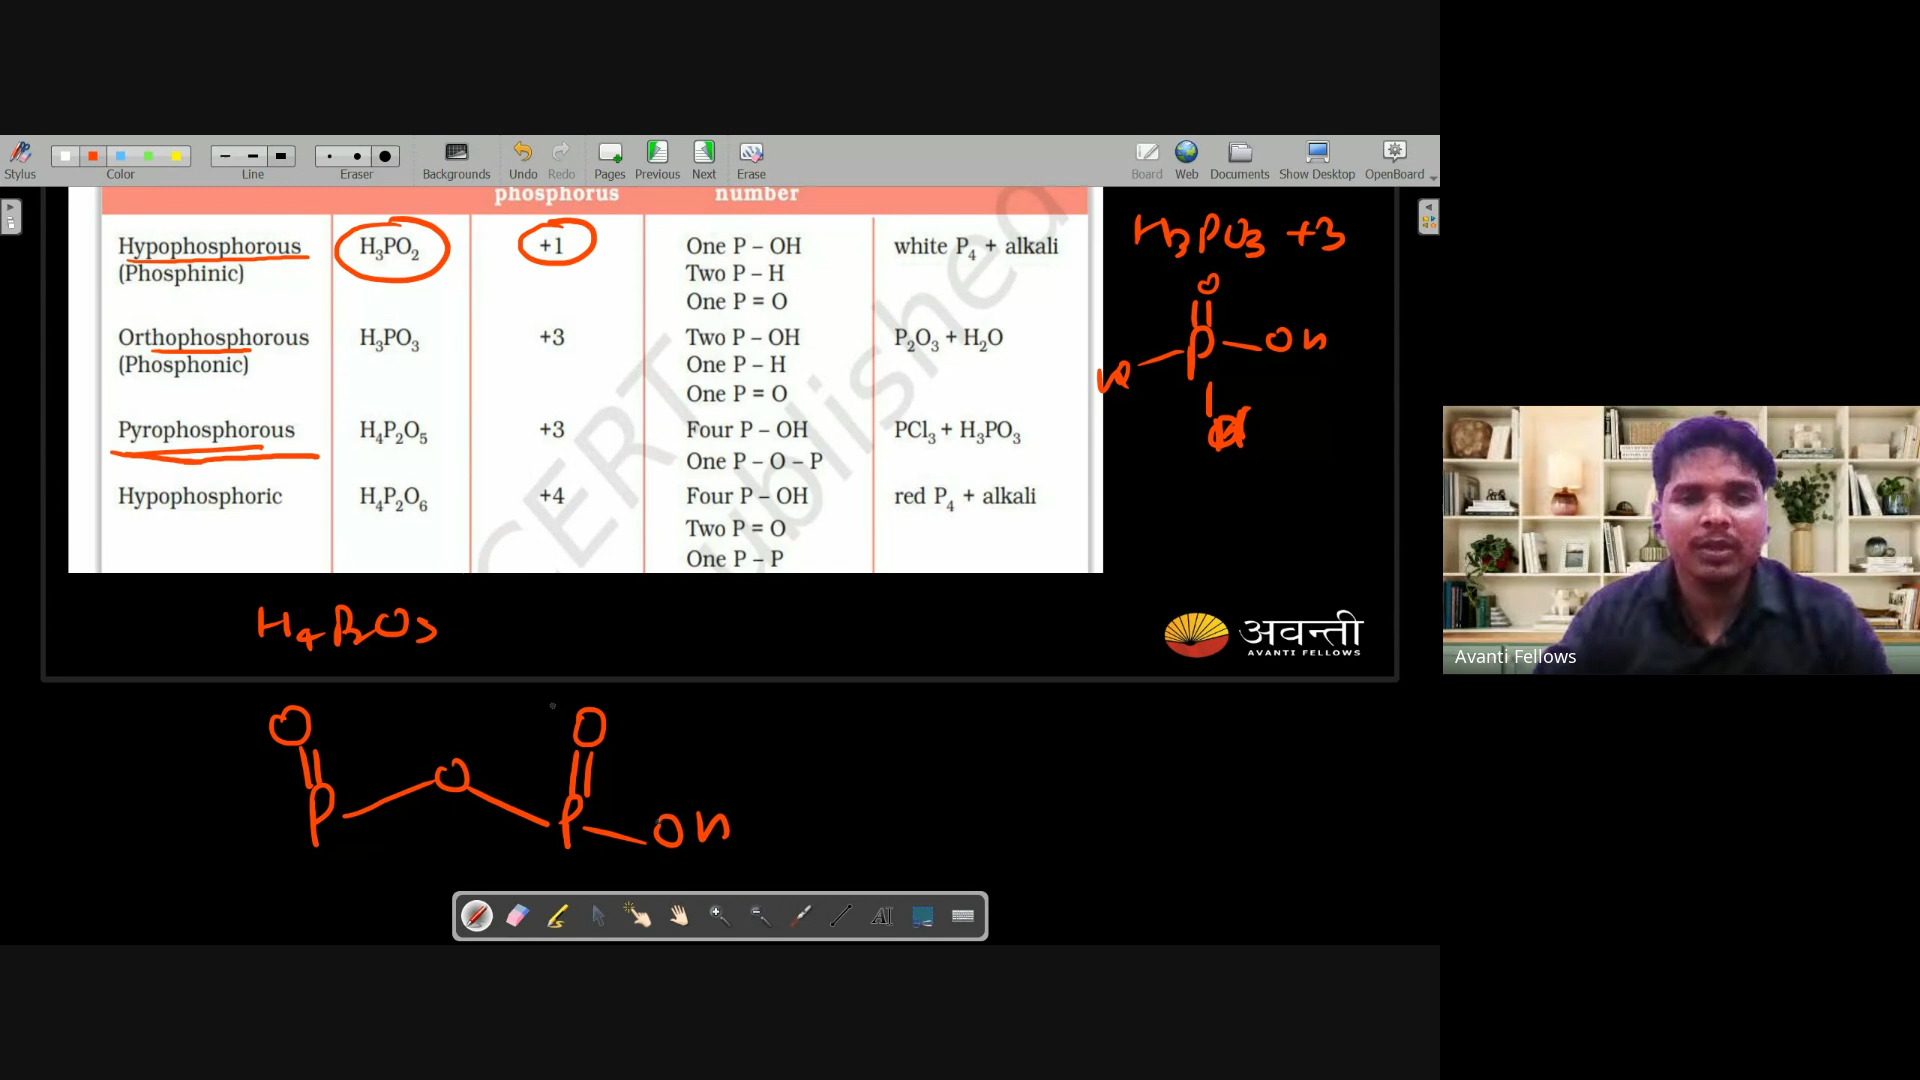 Stylus Color Line Eraser Backgrounds Undo Redo Pages Previous Next Erase Board Web Documents Show Desktop OpenBoard
phosphorus number
Hypophosphorous H₃PO₂ +1 One P – OH white P₄ + alkali
(Phosphinic) Two P – H
One P = O
Orthophosphorous H₃PO₃ +3 Two P – OH P₂O₃ + H₂O
(Phosphonic) One P – H
One P = O
Pyrophosphorous H₄P₂O₅ +3 Four P – OH PCl₃ + H₃PO₃
One P – O – P
Hypophosphoric H₄P₂O₆ +4 Four P – OH red P₄ + alkali
Two P = O
One P – P
CERT
ublished
H₃PO₃ +3
O
P OH
H₄P₂O₅
अवन्ती
AVANTI FELLOWS
O O
P O P OH
AI
Avanti Fellows